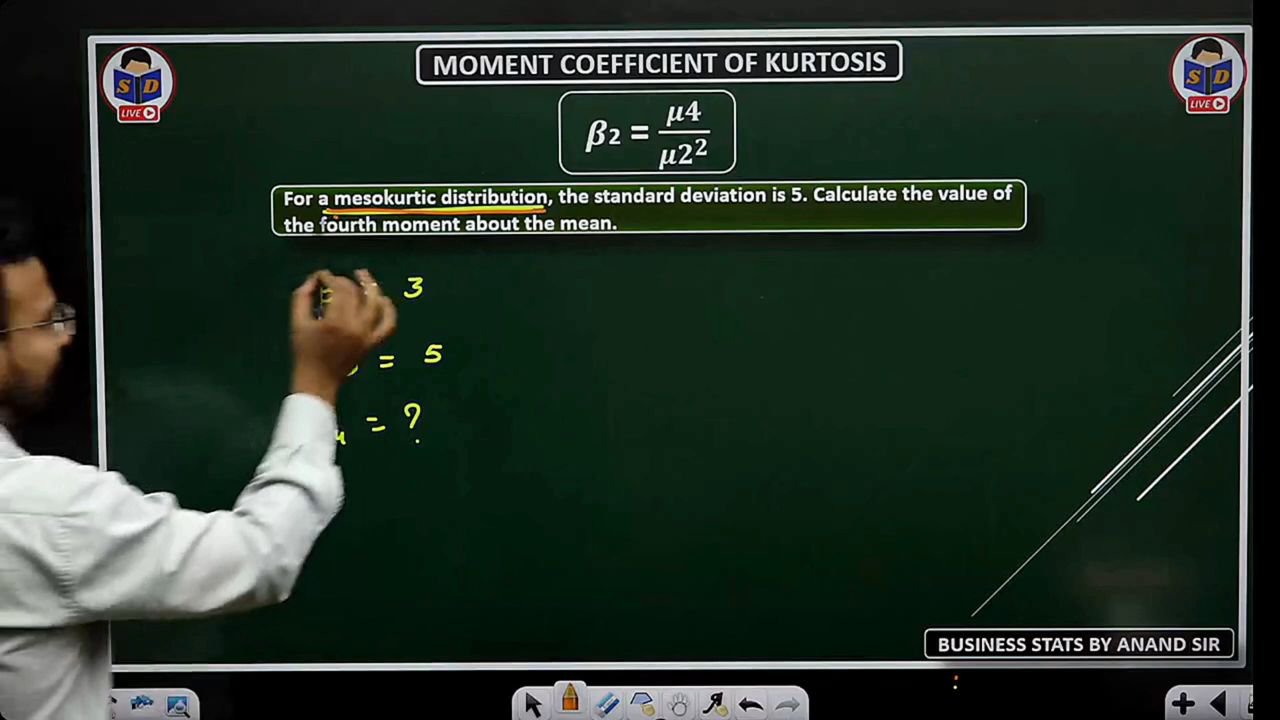 S D
LIVE
MOMENT COEFFICIENT OF KURTOSIS
S D
LIVE
β2 = μ4 / μ2²
For a mesokurtic distribution, the standard deviation is 5. Calculate the value of
the fourth moment about the mean.
3
= 5
= ?
BUSINESS STATS BY ANAND SIR